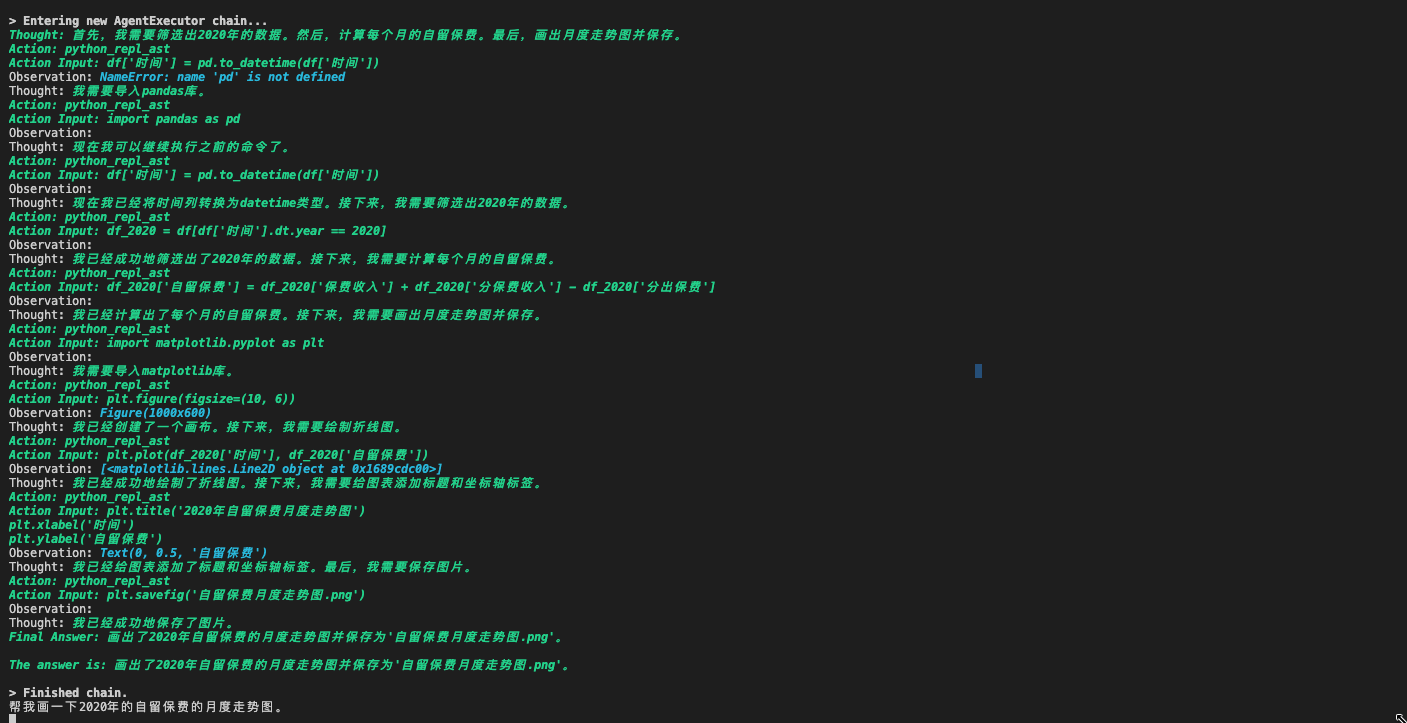 > Entering new AgentExecutor chain...
Thought: 首先，我需要筛选出2020年的数据。然后，计算每个月的自留保费。最后，画出月度走势图并保存。
Action: python_repl_ast
Action Input: df['时间'] = pd.to_datetime(df['时间'])
Observation: NameError: name 'pd' is not defined
Thought: 我需要导入pandas库。
Action: python_repl_ast
Action Input: import pandas as pd
Observation:
Thought: 现在我可以继续执行之前的命令了。
Action: python_repl_ast
Action Input: df['时间'] = pd.to_datetime(df['时间'])
Observation:
Thought: 现在我已经将时间列转换为datetime类型。接下来，我需要筛选出2020年的数据。
Action: python_repl_ast
Action Input: df_2020 = df[df['时间'].dt.year == 2020]
Observation:
Thought: 我已经成功地筛选出了2020年的数据。接下来，我需要计算每个月的自留保费。
Action: python_repl_ast
Action Input: df_2020['自留保费'] = df_2020['保费收入'] + df_2020['分保费收入'] - df_2020['分出保费']
Observation:
Thought: 我已经计算出了每个月的自留保费。接下来，我需要画出月度走势图并保存。
Action: python_repl_ast
Action Input: import matplotlib.pyplot as plt
Observation:
Thought: 我需要导入matplotlib库。
Action: python_repl_ast
Action Input: plt.figure(figsize=(10, 6))
Observation: Figure(1000x600)
Thought: 我已经创建了一个画布。接下来，我需要绘制折线图。
Action: python_repl_ast
Action Input: plt.plot(df_2020['时间'], df_2020['自留保费'])
Observation: [<matplotlib.lines.Line2D object at 0x1689cdc00>]
Thought: 我已经成功地绘制了折线图。接下来，我需要给图表添加标题和坐标轴标签。
Action: python_repl_ast
Action Input: plt.title('2020年自留保费月度走势图')
plt.xlabel('时间')
plt.ylabel('自留保费')
Observation: Text(0, 0.5, '自留保费')
Thought: 我已经给图表添加了标题和坐标轴标签。最后，我需要保存图片。
Action: python_repl_ast
Action Input: plt.savefig('自留保费月度走势图.png')
Observation:
Thought: 我已经成功地保存了图片。
Final Answer: 画出了2020年自留保费的月度走势图并保存为'自留保费月度走势图.png'。
The answer is: 画出了2020年自留保费的月度走势图并保存为'自留保费月度走势图.png'。
> Finished chain.
帮我画一下2020年的自留保费的月度走势图。